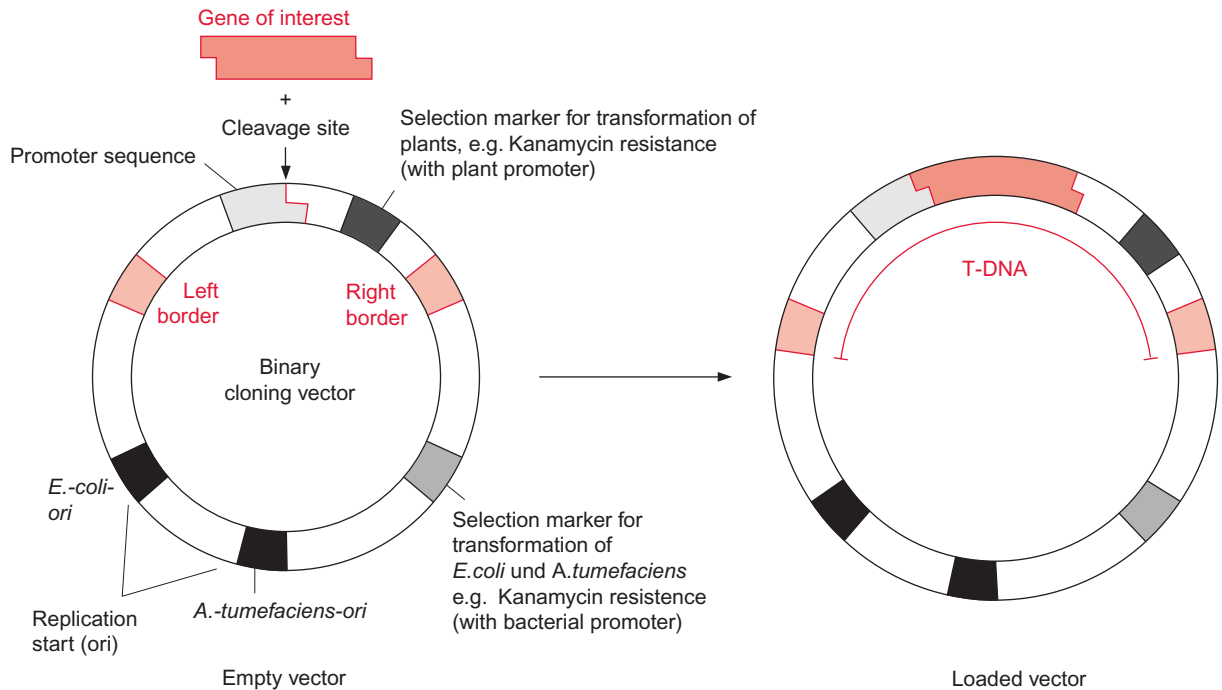 Gene of interest
+
Cleavage site
Promoter sequence
Selection marker for transformation of
plants, e.g. Kanamycin resistance
(with plant promoter)
Left
border
Right
border
Binary
cloning vector
E.-coli-
ori
Replication
start (ori)
A.-tumefaciens-ori
Selection marker for
transformation of
E.coli und A.tumefaciens
e.g. Kanamycin resistence
(with bacterial promoter)
Empty vector
T-DNA
Loaded vector